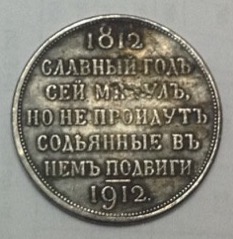 1812
СЛАВНЫЙ ГОДЪ
СЕЙ МИНУЛЪ,
НО НЕ ПРОЙДУТЪ
СОДѢЯННЫЕ ВЪ
НЕМЪ ПОДВИГИ
1912.